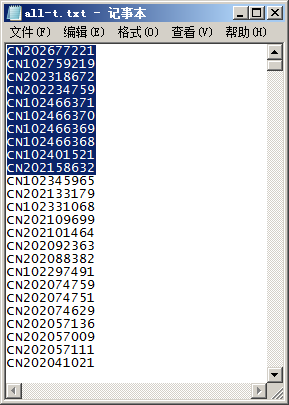 all-t.txt - 记事本
文件(F) 编辑(E) 格式(O) 查看(V) 帮助(H)
CN202677221
CN102759219
CN202318672
CN202234759
CN102466371
CN102466370
CN102466369
CN102466368
CN102401521
CN202158632
CN102345965
CN202133179
CN102331068
CN202109699
CN202101464
CN202092363
CN202088382
CN102297491
CN202074759
CN202074751
CN202074629
CN202057136
CN202057009
CN202057111
CN202041021